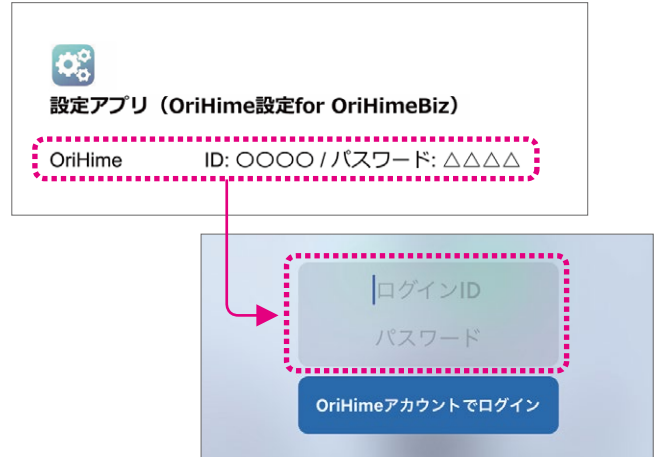 設定アプリ（OriHime設定for OriHimeBiz）
OriHime ID: 〇〇〇〇 / パスワード: △△△△
ログインID
パスワード
OriHimeアカウントでログイン